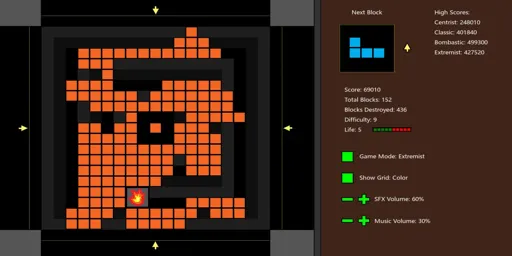 Next Block
High Scores:
Centrist: 248010
Classic: 401840
Bombastic: 499300
Extremist: 427520
Score: 69010
Total Blocks: 152
Blocks Destroyed: 436
Difficulty: 9
Life: 5
Game Mode: Extremist
Show Grid: Color
SFX Volume: 60%
Music Volume: 30%